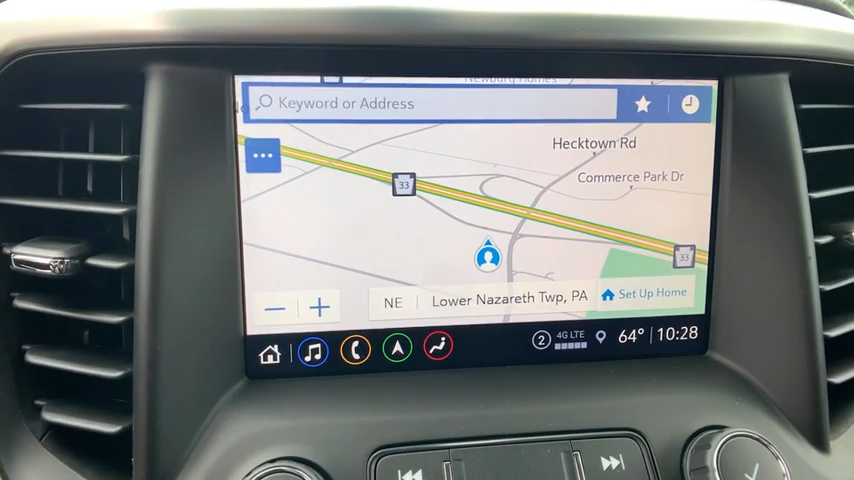 Newburg Homes
Keyword or Address
Hecktown Rd
Commerce Park Dr
33
33
NE
Lower Nazareth Twp, PA
Set Up Home
2
4G LTE
64° 10:28